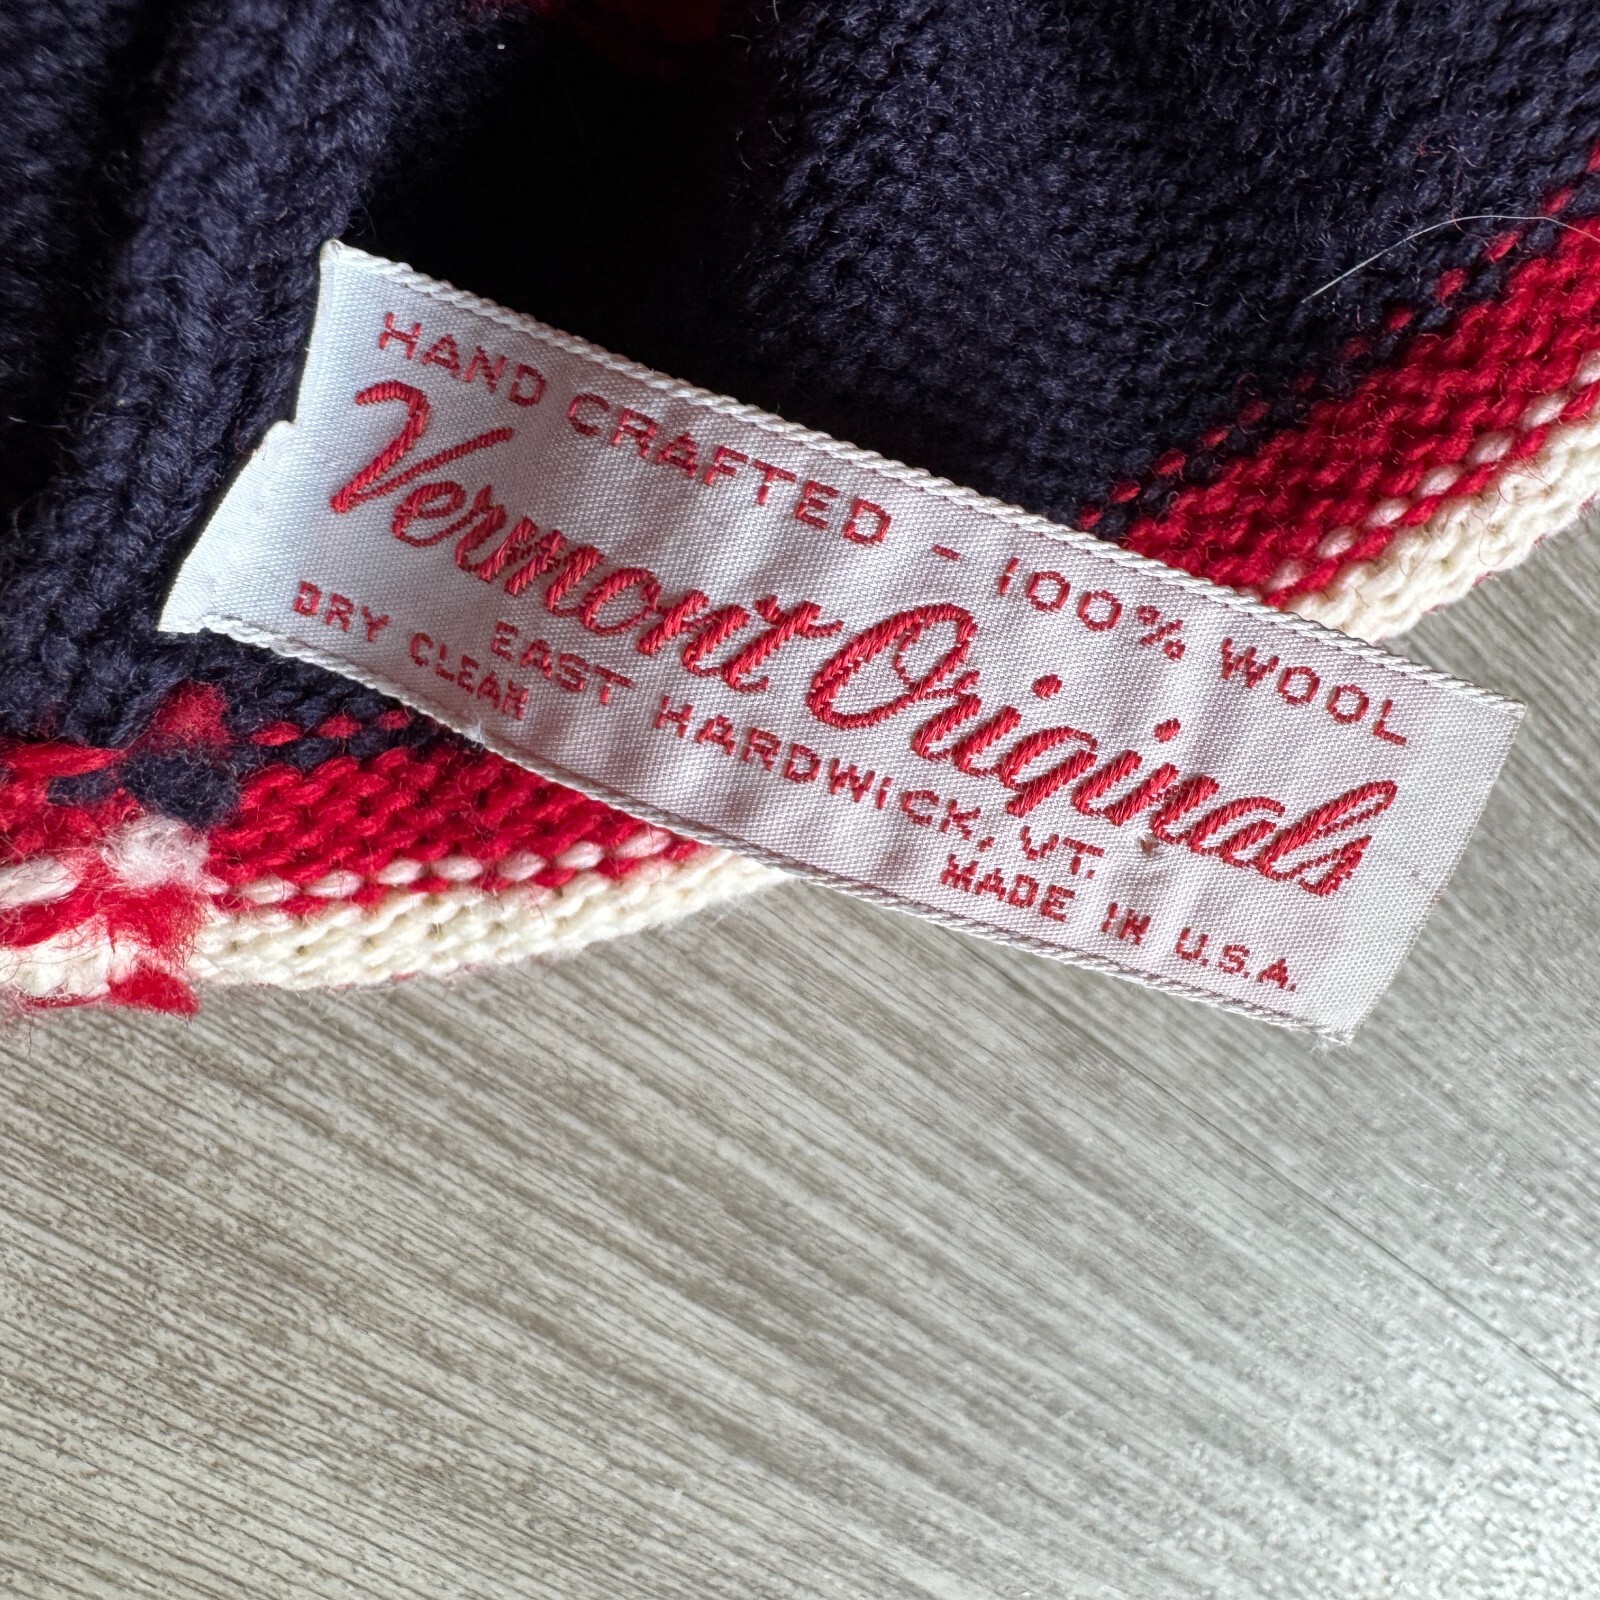 HAND CRAFTED - 100% WOOL
Vermont Originals
EAST HARDWICK, VT.
DRY CLEAN
MADE IN U.S.A.